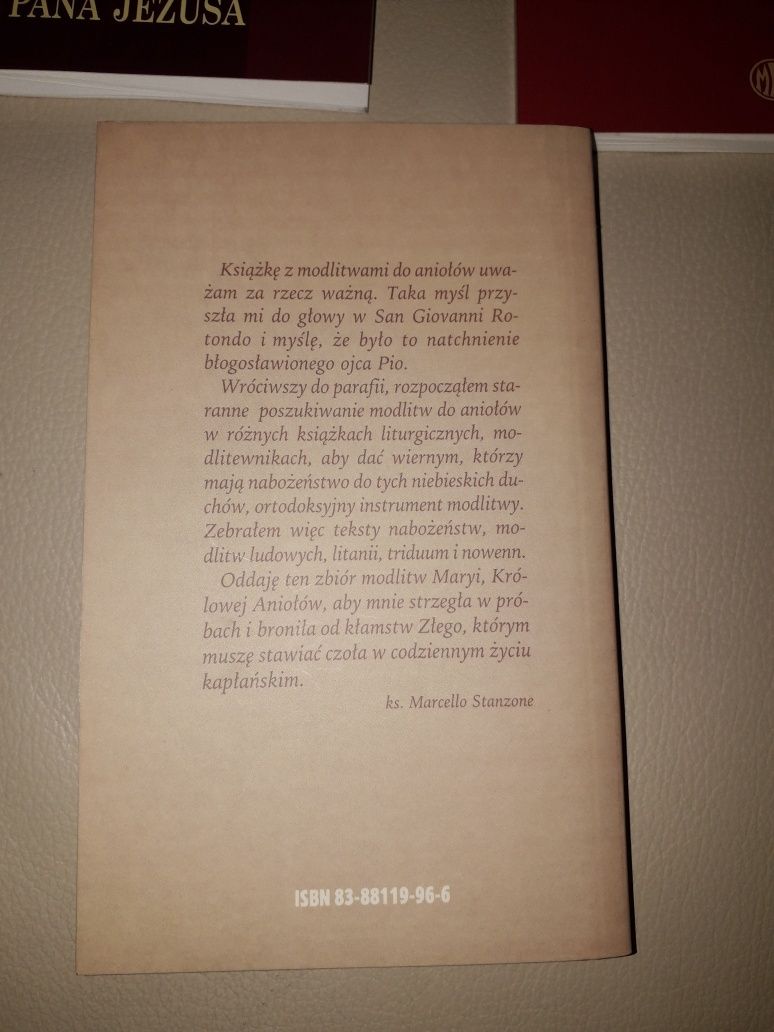 PANA JEZUSA
Książkę z modlitwami do aniołów uwa-
żam za rzecz ważną. Taka myśl przy-
szła mi do głowy w San Giovanni Ro-
tondo i myślę, że było to natchnienie
błogosławionego ojca Pio.
Wróciwszy do parafii, rozpocząłem sta-
ranne poszukiwanie modlitw do aniołów
w różnych książkach liturgicznych, mo-
dlitewnikach, aby dać wiernym, którzy
mają nabożeństwo do tych niebieskich du-
chów, ortodoksyjny instrument modlitwy.
Zebrałem więc teksty nabożeństw, mo-
dlitw ludowych, litanii, triduum i nowenn.
Oddaję ten zbiór modlitw Maryi, Kró-
lowej Aniołów, aby mnie strzegła w pró-
bach i broniła od kłamstw Złego, którym
muszę stawiać czoła w codziennym życiu
kapłańskim.
ks. Marcello Stanzone
ISBN 83-88119-96-6